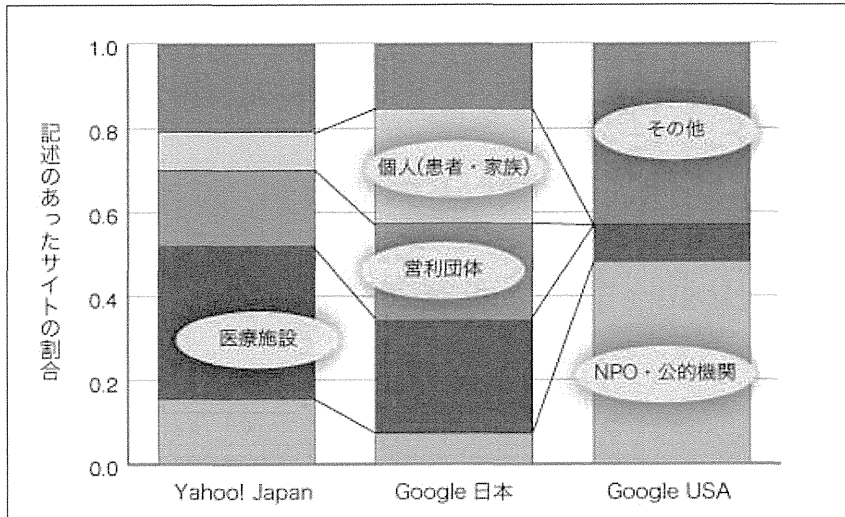 記述のあったサイトの割合
1.0
0.8
0.6
0.4
0.2
0.0
その他
個人(患者・家族)
営利団体
医療施設
NPO・公的機関
Yahoo! Japan
Google 日本
Google USA